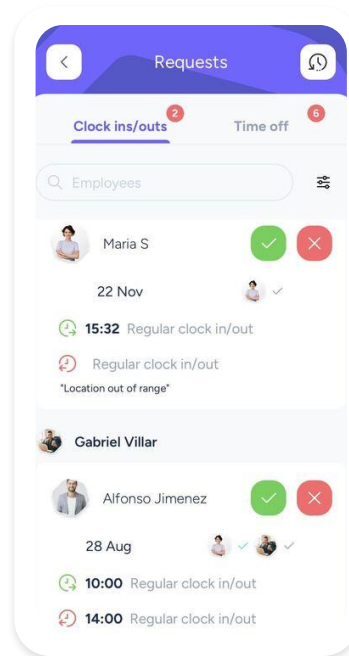 Requests
2
6
Clock ins/outs Time off
Employees
Maria S
22 Nov
15:32 Regular clock in/out
Regular clock in/out
"Location out of range"
Gabriel Villar
Alfonso Jimenez
28 Aug
10:00 Regular clock in/out
14:00 Regular clock in/out